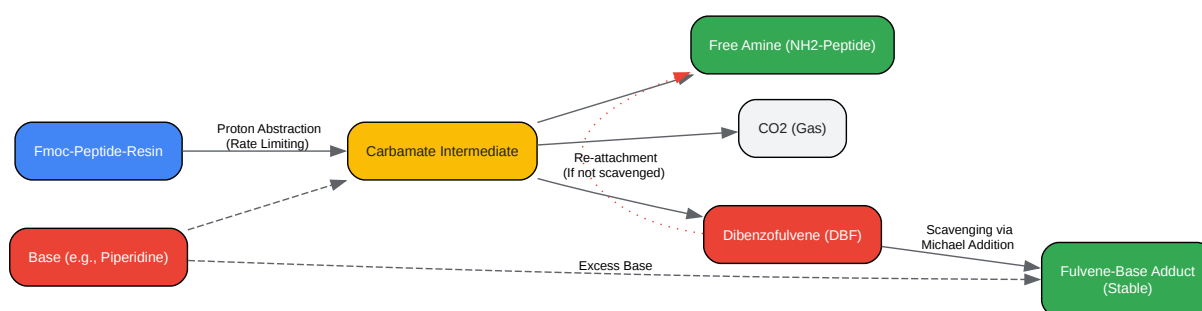 Free Amine (NH2-Peptide)
CO2 (Gas)
Proton Abstraction
(Rate Limiting)
Fmoc-Peptide-Resin
Carbamate Intermediate
Re-attachment
(If not scavenged)
Dibenzofulvene (DBF)
Scavenging via
Michael Addition
Base (e.g., Piperidine)
Excess Base
Fulvene-Base Adduct
(Stable)